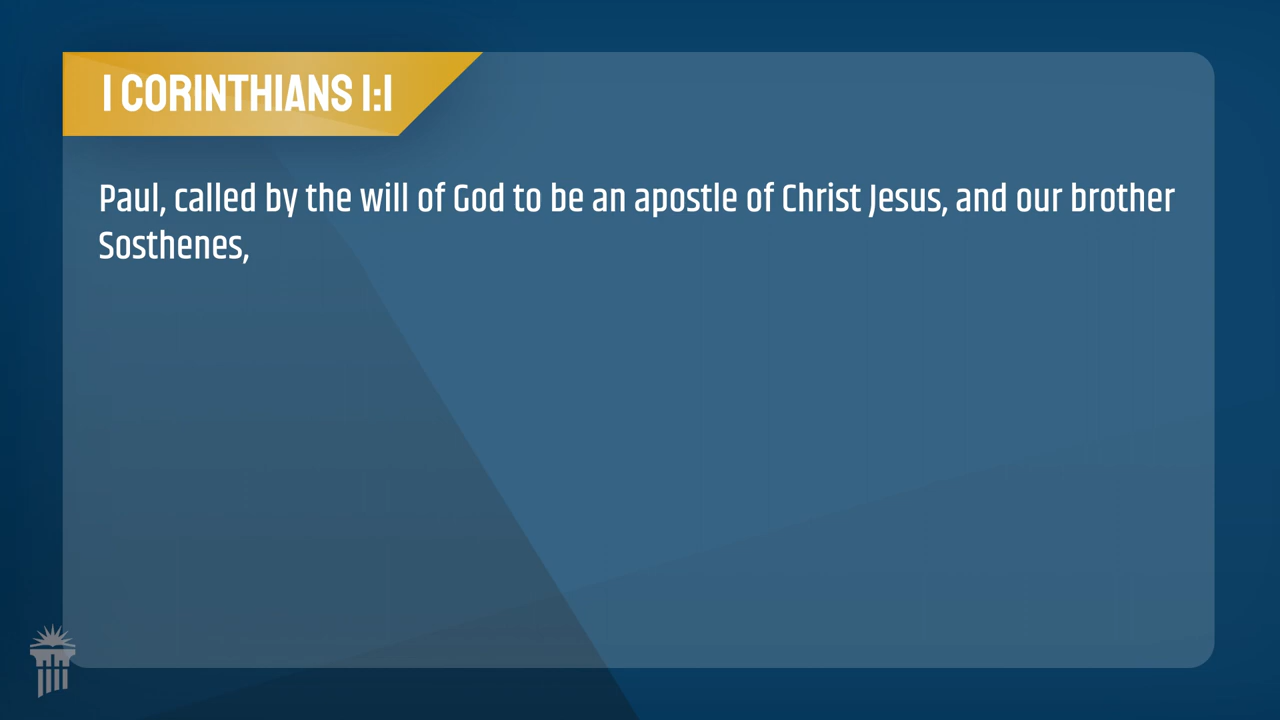 1 CORINTHIANS 1:1
Paul, called by the will of God to be an apostle of Christ Jesus, and our brother
Sosthenes,